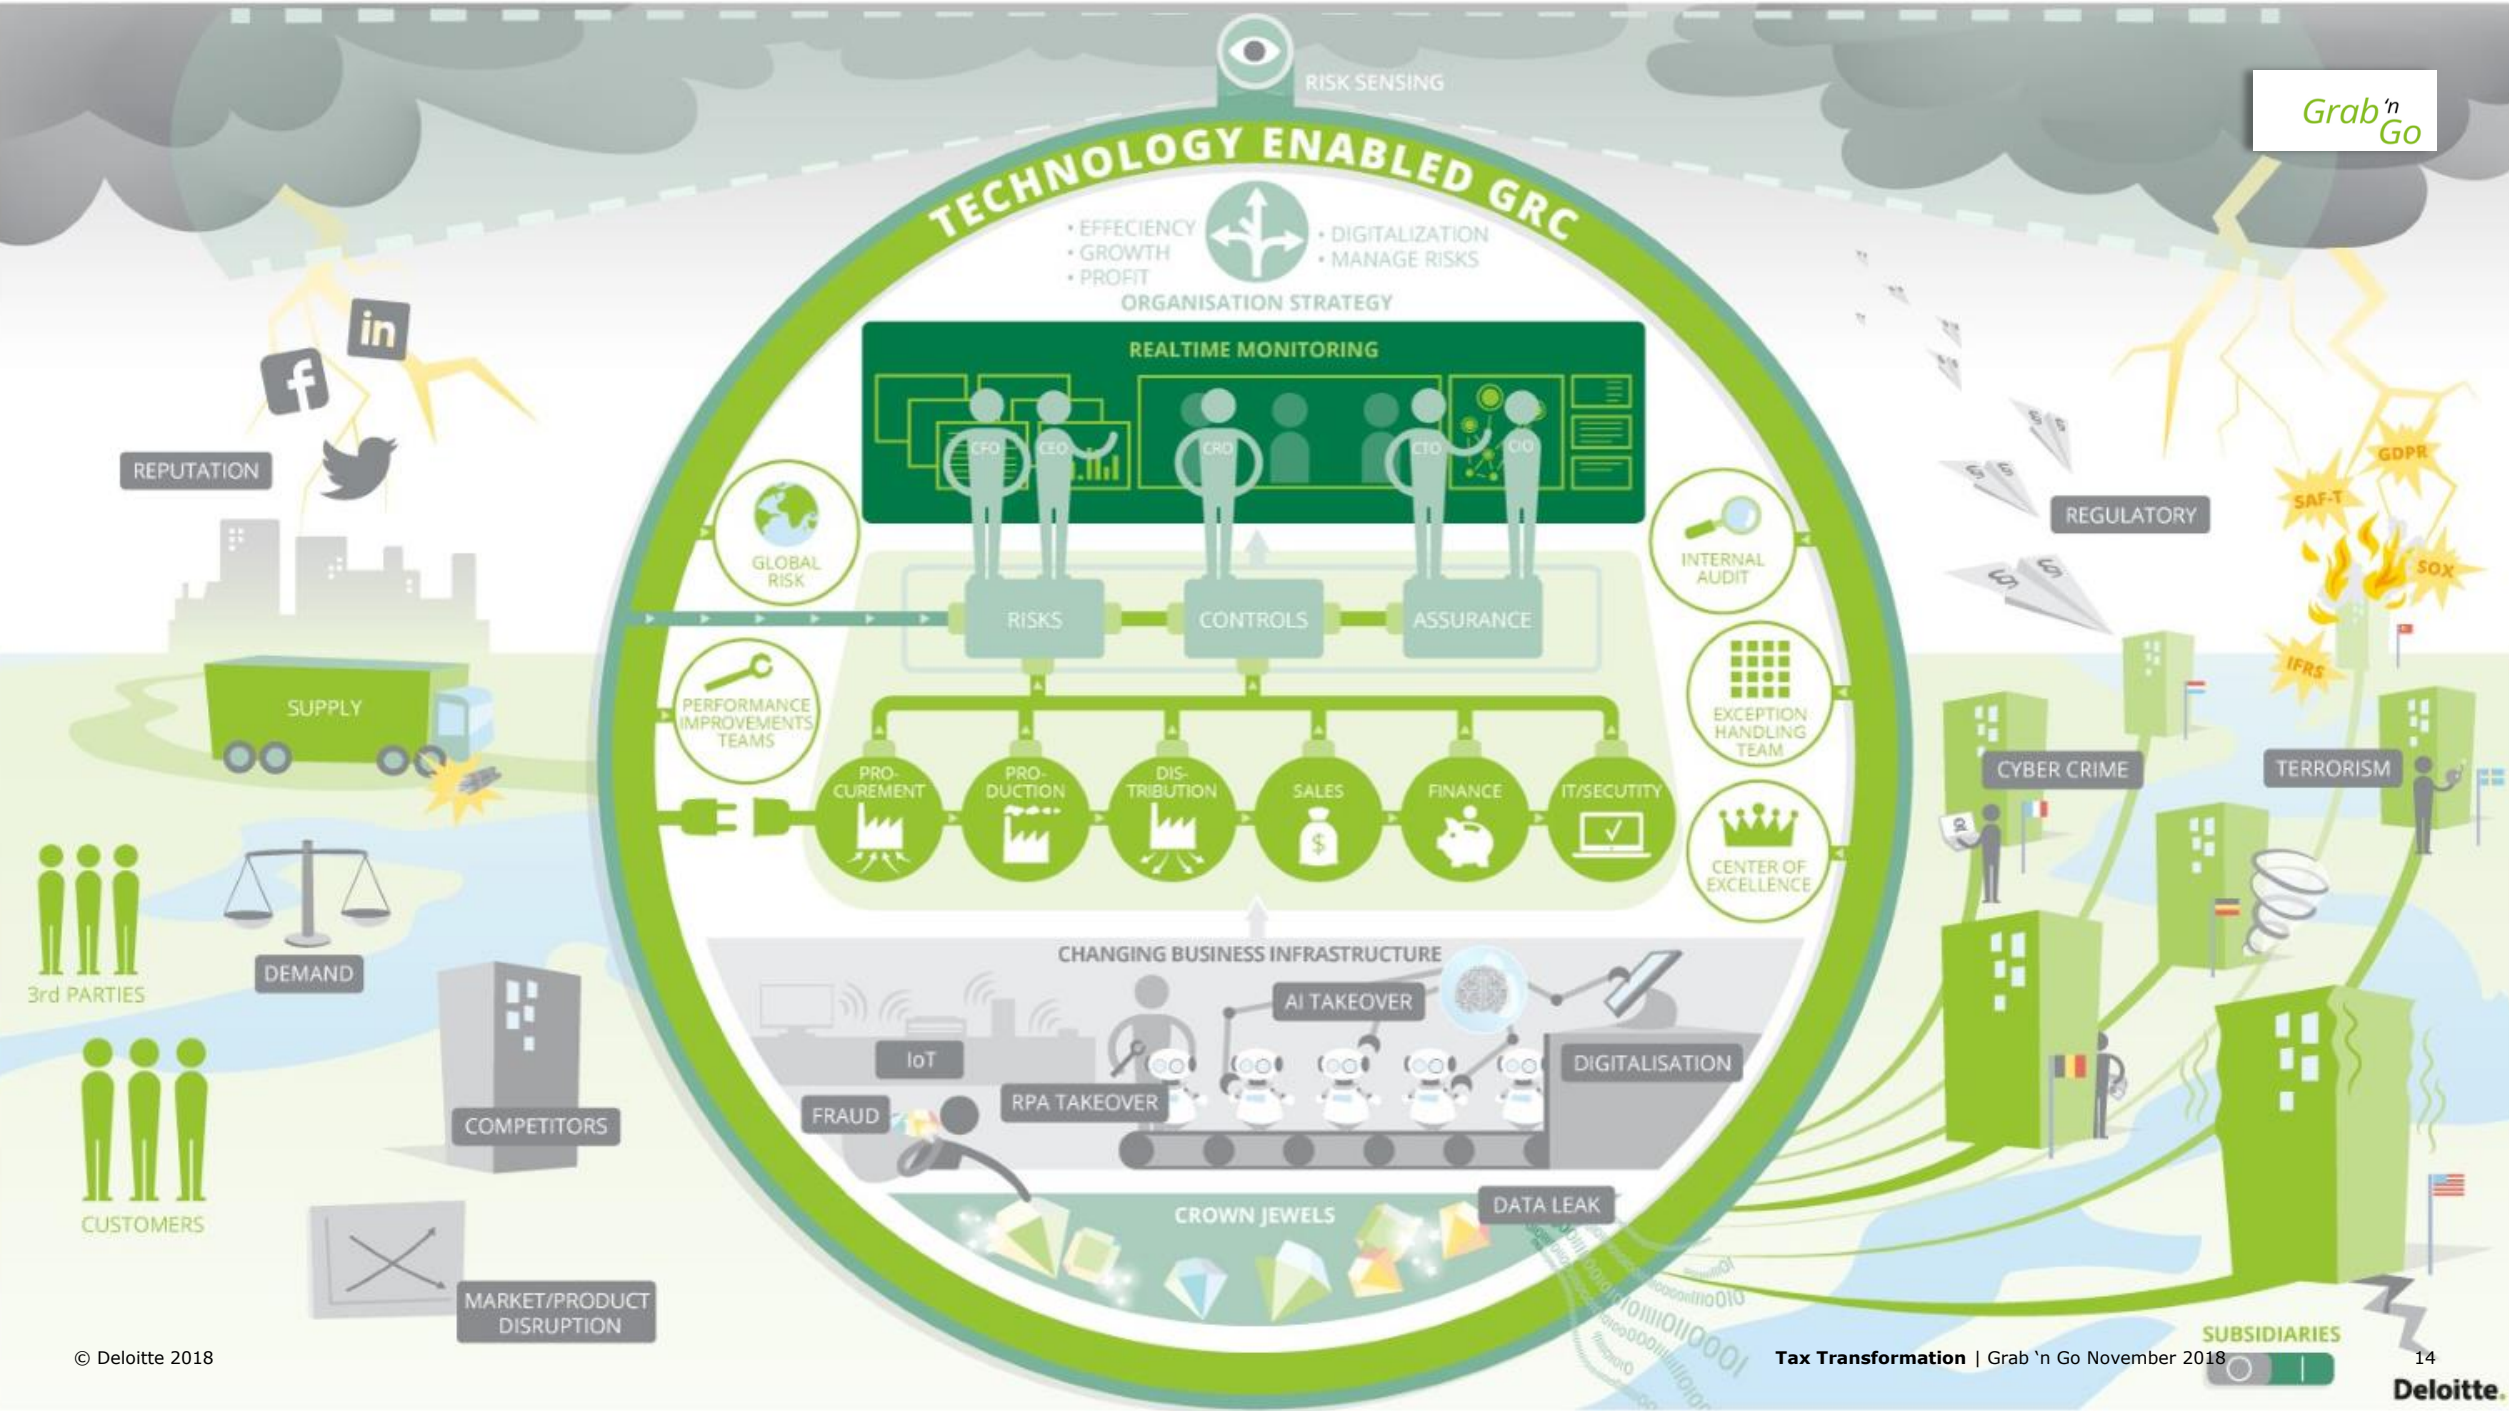 RISK SENSING
Grab 'n
Go
TECHNOLOGY ENABLED GRC
• EFFECIENCY
• GROWTH
• PROFIT
• DIGITALIZATION
• MANAGE RISKS
ORGANISATION STRATEGY
REALTIME MONITORING
CFO
CEO
CRO
CTO
CIO
in
f
REPUTATION
GLOBAL
RISK
INTERNAL
AUDIT
REGULATORY
GDPR
SAF-T
SOX
IFRS
§ §
RISKS
CONTROLS
ASSURANCE
SUPPLY
PERFORMANCE
IMPROVEMENTS
TEAMS
EXCEPTION
HANDLING
TEAM
PRO-
CUREMENT
PRO-
DUCTION
DIS-
TRIBUTION
SALES
$
FINANCE
IT/SECUTITY
CENTER OF
EXCELLENCE
CYBER CRIME
TERRORISM
3rd PARTIES
DEMAND
CHANGING BUSINESS INFRASTRUCTURE
AI TAKEOVER
IoT
DIGITALISATION
RPA TAKEOVER
FRAUD
COMPETITORS
CUSTOMERS
CROWN JEWELS
DATA LEAK
MARKET/PRODUCT
DISRUPTION
SUBSIDIARIES
© Deloitte 2018
Tax Transformation | Grab 'n Go November 2018
14
Deloitte.